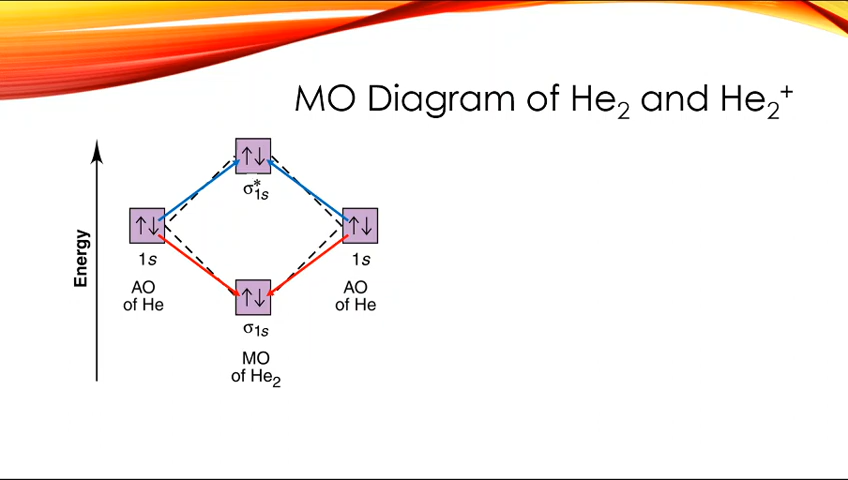 MO Diagram of He₂ and He₂⁺
↑↓
σ*1s
↑↓ ↑↓
Energy
1s 1s
AO AO
of He of He
↑↓
σ1s
MO
of He₂